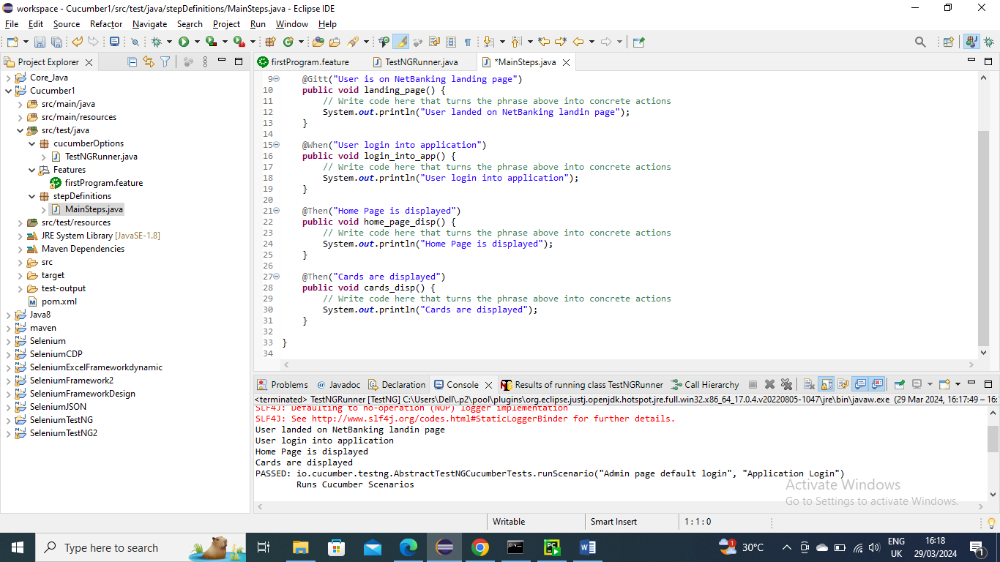 workspace - Cucumber1/src/test/java/stepDefinitions/MainSteps.java - Eclipse IDE
File Edit Source Refactor Navigate Search Project Run Window Help
Project Explorer
firstProgram.feature TestNGRunner.java *MainSteps.java
Core_Java
Cucumber1
src/main/java
src/main/resources
src/test/java
cucumberOptions
TestNGRunner.java
Features
firstProgram.feature
stepDefinitions
MainSteps.java
src/test/resources
JRE System Library [JavaSE-1.8]
Maven Dependencies
src
target
test-output
pom.xml
Java8
maven
Selenium
SeleniumCDP
SeleniumExcelFrameworkdynamic
SeleniumFramework2
SeleniumFrameworkDesign
SeleniumJSON
SeleniumTestNG
SeleniumTestNG2
9 @Gitt("User is on NetBanking landing page")
10 public void landing_page() {
11 // Write code here that turns the phrase above into concrete actions
12 System.out.println("User landed on NetBanking landin page");
13 }
14
15 @When("User login into application")
16 public void login_into_app() {
17 // Write code here that turns the phrase above into concrete actions
18 System.out.println("User login into application");
19 }
20
21 @Then("Home Page is displayed")
22 public void home_page_disp() {
23 // Write code here that turns the phrase above into concrete actions
24 System.out.println("Home Page is displayed");
25 }
26
27 @Then("Cards are displayed")
28 public void cards_disp() {
29 // Write code here that turns the phrase above into concrete actions
30 System.out.println("Cards are displayed");
31 }
32
33 }
34
Problems @ Javadoc Declaration Console Results of running class TestNGRunner Call Hierarchy
<terminated> TestNGRunner [TestNG] C:\Users\Dell\.p2\pool\plugins\org.eclipse.justj.openjdk.hotspot.jre.full.win32.x86_64_17.0.4.v20220805-1047\jre\bin\javaw.exe (29 Mar 2024, 16:17:49 – 16:
SLF4J: Defaulting to no-operation (NOP) logger implementation
SLF4J: See http://www.slf4j.org/codes.html#StaticLoggerBinder for further details.
User landed on NetBanking landin page
User login into application
Home Page is displayed
Cards are displayed
PASSED: io.cucumber.testng.AbstractTestNGCucumberTests.runScenario("Admin page default login", "Application Login")
Runs Cucumber Scenarios
Activate Windows
Go to Settings to activate Windows.
Writable Smart Insert 1 : 1 : 0
Type here to search
30°C
ENG
UK
16:18
29/03/2024